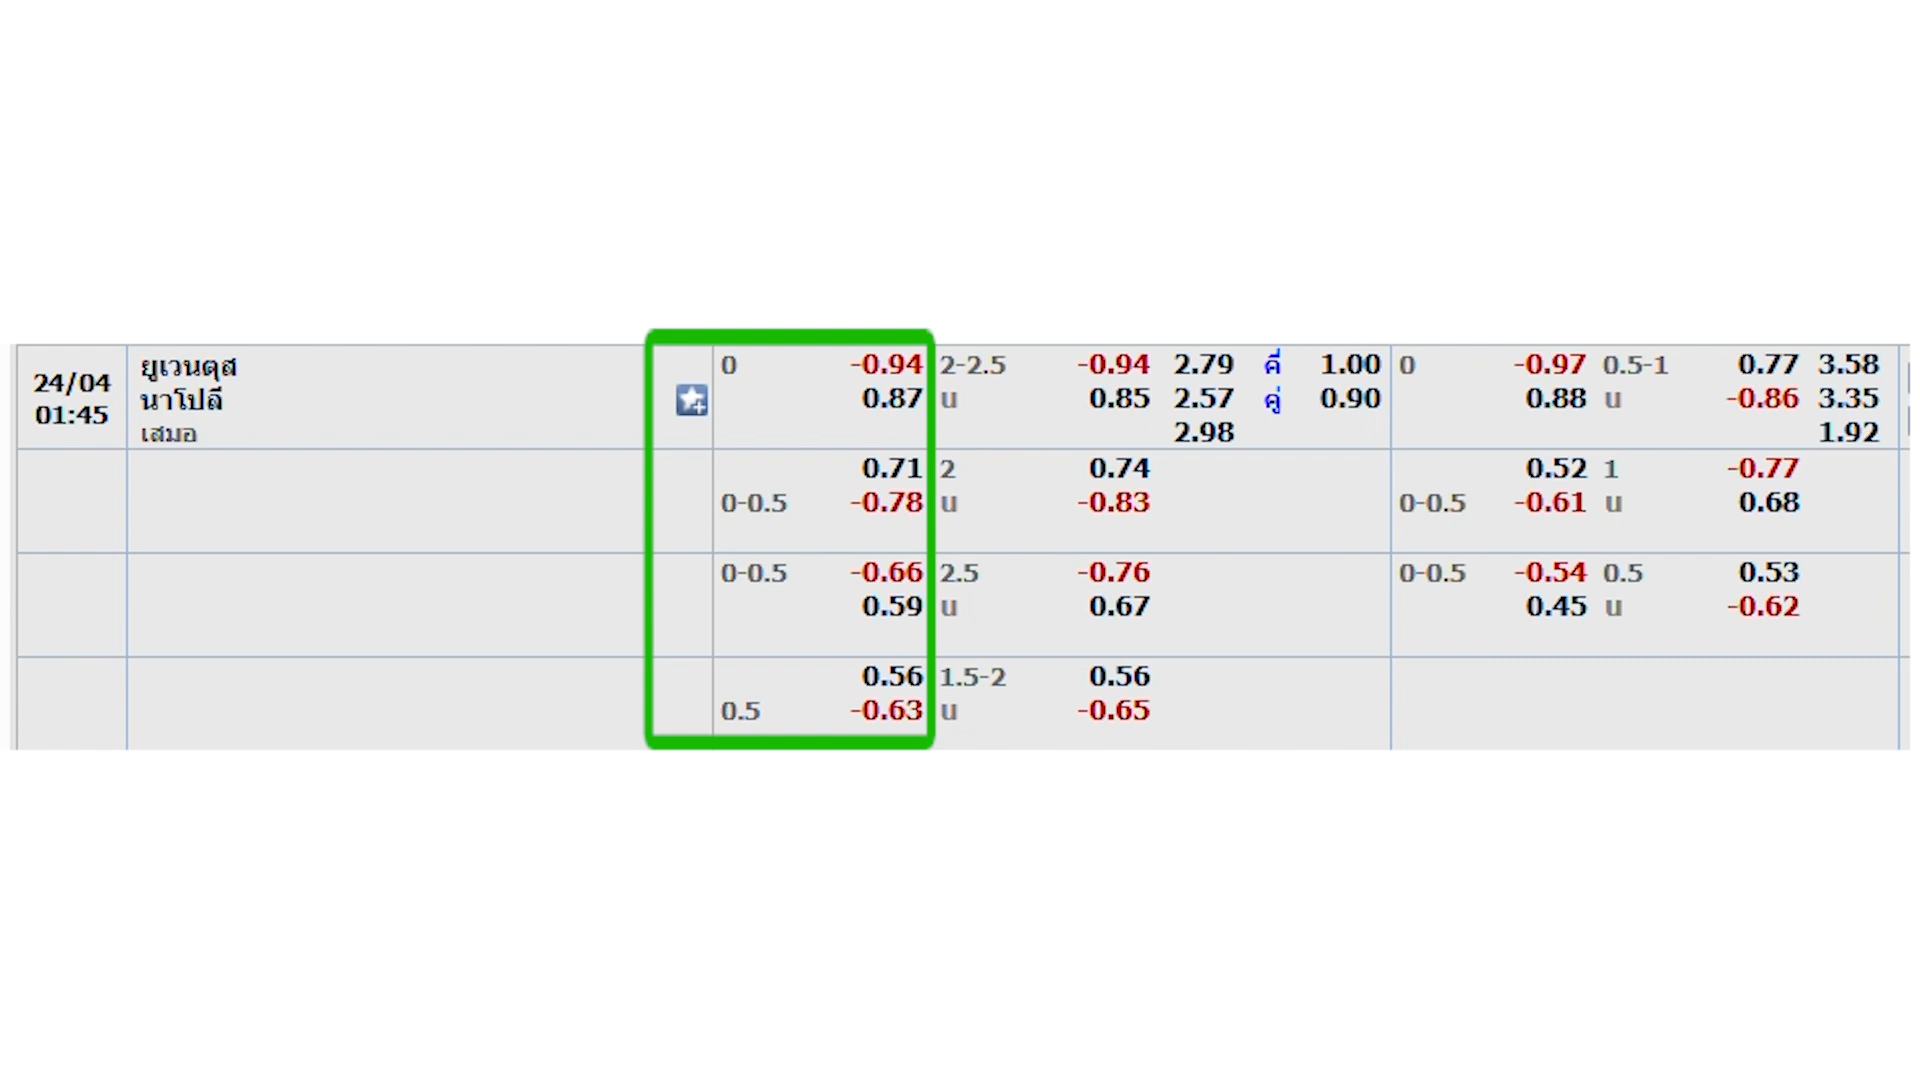 24/04 ยูเวนตุส 0 -0.94 2-2.5 -0.94 2.79 คี่ 1.00 0 -0.97 0.5-1 0.77 3.58
01:45 นาโปลี 0.87 u 0.85 2.57 คู่ 0.90 0.88 u -0.86 3.35
เสมอ 2.98 1.92
0.71 2 0.74 0.52 1 -0.77
0-0.5 -0.78 u -0.83 0-0.5 -0.61 u 0.68
0-0.5 -0.66 2.5 -0.76 0-0.5 -0.54 0.5 0.53
0.59 u 0.67 0.45 u -0.62
0.56 1.5-2 0.56
0.5 -0.63 u -0.65